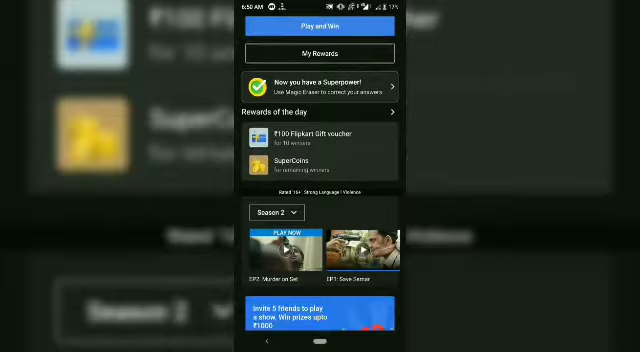 6:50 AM
17%
Play and Win
My Rewards
Now you have a Superpower!
Use Magic Eraser to correct your answers
Rewards of the day
₹100 Flipkart Gift voucher
for 10 winners
SuperCoins
for remaining winners
Rated 16+: Strong Language | Violence
Season 2
PLAY NOW
EP2: Murder on Set
EP1: Save Semar
Invite 5 friends to play
a show. Win prizes upto
₹1000